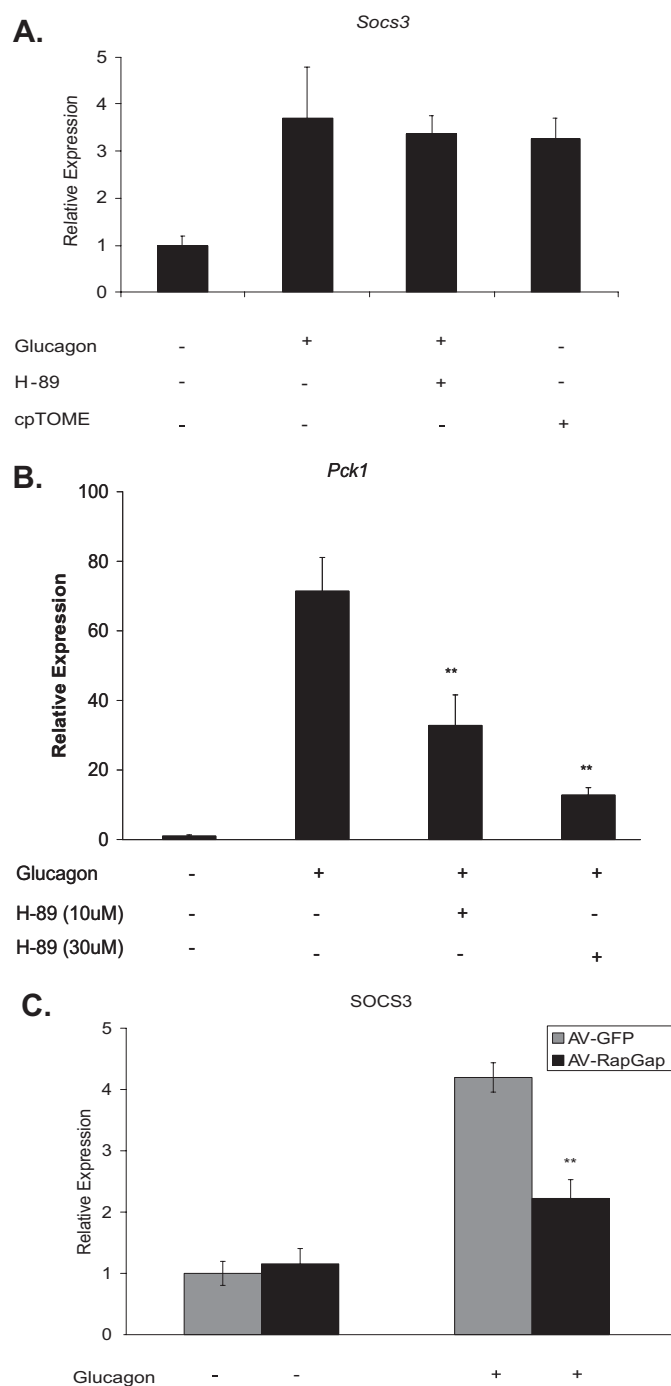 A.
Socs3
Relative Expression
5
4
3
2
1
0
Glucagon - + + -
H-89 - - + -
cpTOME - - - +
B.
Pck1
Relative Expression
100
80
60
40
20
0
**
**
Glucagon - + + +
H-89 (10uM) - - + -
H-89 (30uM) - - - +
C.
SOCS3
AV-GFP
AV-RapGap
Relative Expression
5
4
3
2
1
0
**
Glucagon - - + +